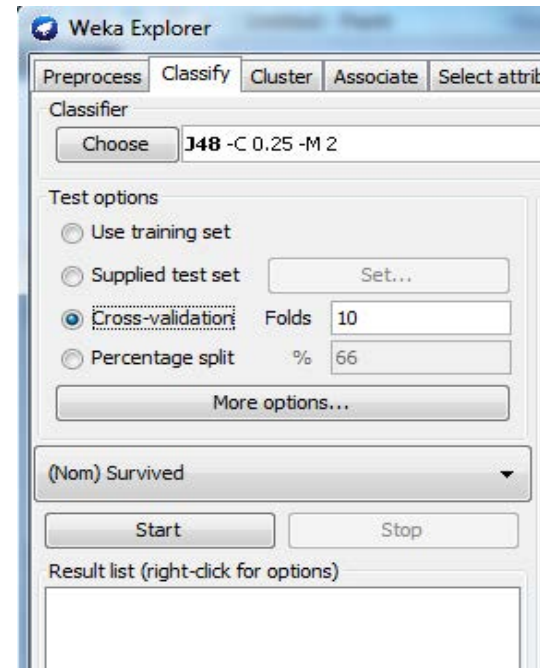 Weka Explorer
Preprocess Classify Cluster Associate Select attrib
Classifier
Choose J48 -C 0.25 -M 2
Test options
Use training set
Supplied test set Set...
Cross-validation Folds 10
Percentage split % 66
More options...
(Nom) Survived
Start Stop
Result list (right-click for options)